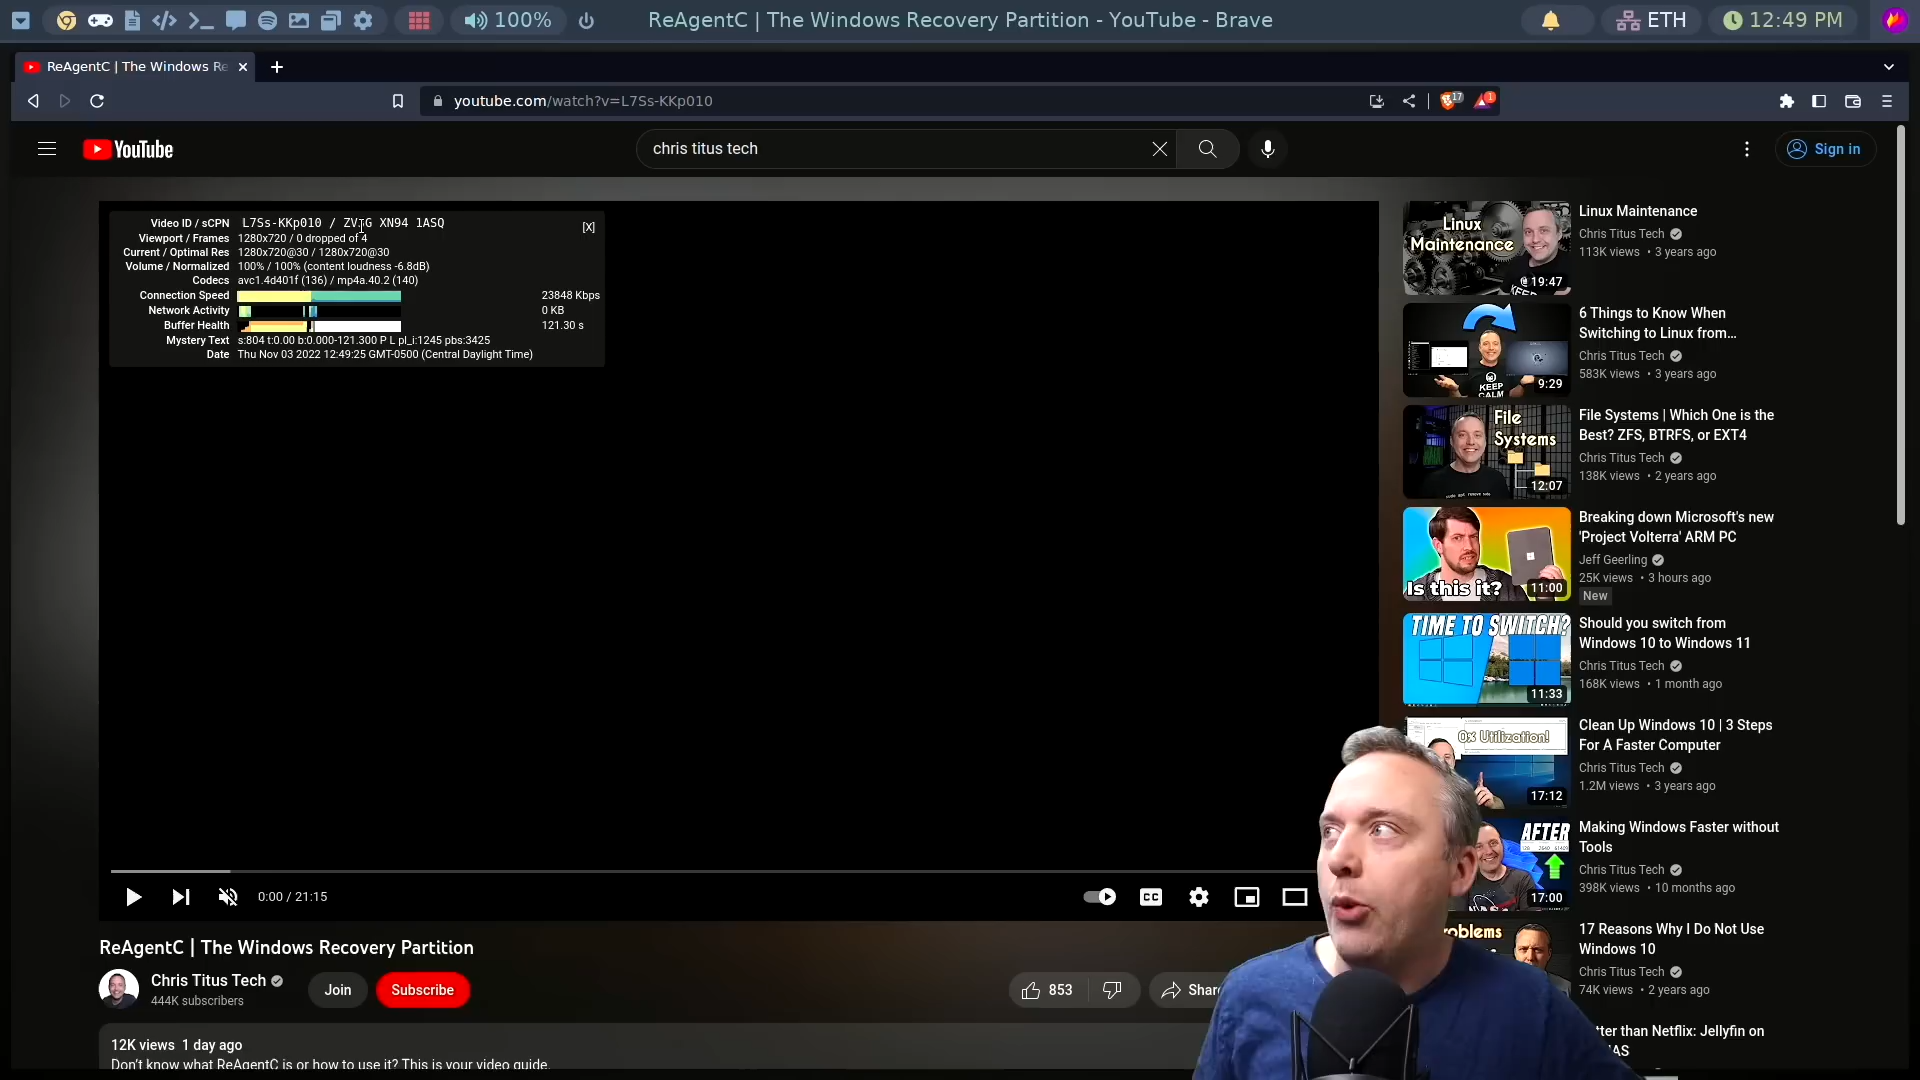 100%
ReAgentC | The Windows Recovery Partition - YouTube - Brave
ETH
12:49 PM
ReAgentC | The Windows Re
youtube.com/watch?v=L7Ss-KKp010
17
1
YouTube
chris titus tech
Sign in
Video ID / sCPN L7Ss-KKp010 / XN94 1ASQ
[X]
Viewport / Frames 1280x720 / 0 dropped of 4
Current / Optimal Res 1280x720@30 / 1280x720@30
Volume / Normalized 100% / 100% (content loudness -6.8dB)
Codecs avc1.4d401f (136) / mp4a.40.2 (140)
Connection Speed 23848 Kbps
Network Activity 0 KB
Buffer Health 121.30 s
Mystery Text s:804 t:0.00 b:0.000-121.300 P L pl_i:1245 pbs:3425
Date Thu Nov 03 2022 12:49:25 GMT-0500 (Central Daylight Time)
0:00 / 21:15
CC
ReAgentC | The Windows Recovery Partition
Chris Titus Tech
444K subscribers
Join
Subscribe
853
12K views 1 day ago
Don't know what ReAgentC is or how to use it? This is your video guide.
Linux
Maintenance
KEEP
19:47
Linux Maintenance
Chris Titus Tech
113K views • 3 years ago
KEEP
CALM
9:29
6 Things to Know When
Switching to Linux from...
Chris Titus Tech
583K views • 3 years ago
File
Systems
12:07
File Systems | Which One is the
Best? ZFS, BTRFS, or EXT4
Chris Titus Tech
138K views • 2 years ago
Is this it?
11:00
Breaking down Microsoft's new
'Project Volterra' ARM PC
Jeff Geerling
25K views • 3 hours ago
New
TIME TO SWITCH?
11:33
Should you switch from
Windows 10 to Windows 11
Chris Titus Tech
168K views • 1 month ago
0% Utilization!
17:12
Clean Up Windows 10 | 3 Steps
For A Faster Computer
Chris Titus Tech
1.2M views • 3 years ago
AFTER
17:00
Making Windows Faster without
Tools
Chris Titus Tech
398K views • 10 months ago
17 Reasons Why I Do Not Use
Windows 10
Chris Titus Tech
74K views • 2 years ago
than Netflix: Jellyfin on